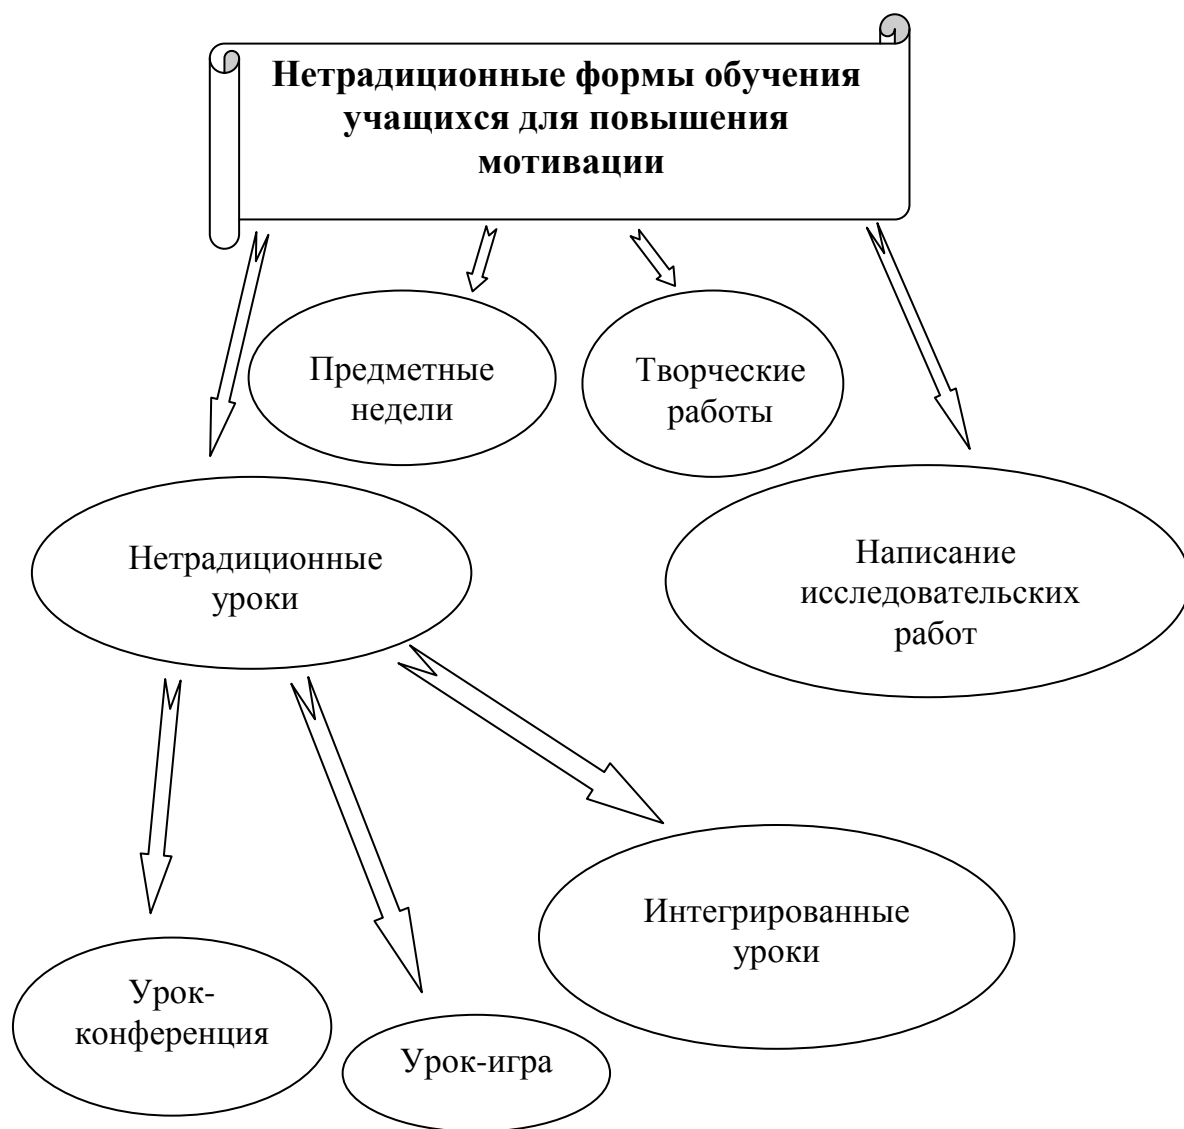 Нетрадиционные формы обучения
учащихся для повышения
мотивации
Предметные
недели
Творческие
работы
Нетрадиционные
уроки
Написание
исследовательских
работ
Интегрированные
уроки
Урок-
конференция
Урок-игра